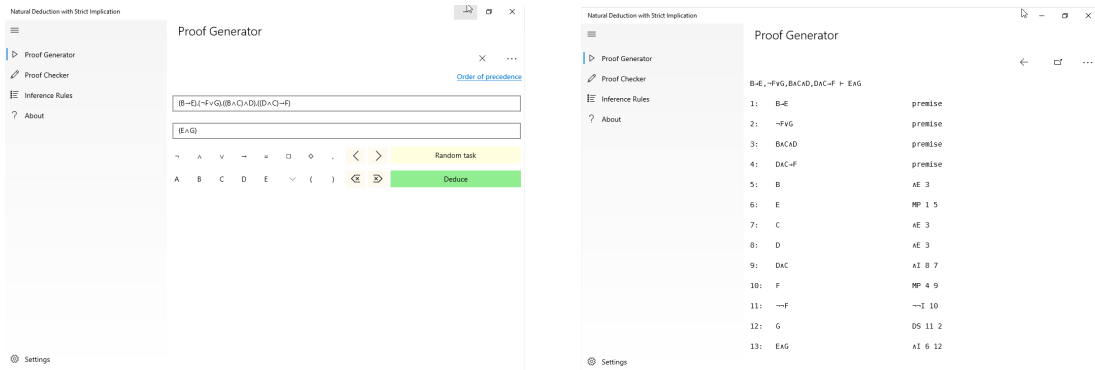 Natural Deduction with Strict Implication
Proof Generator
Proof Generator
Proof Checker
Inference Rules
About
Order of precedence
(B→E),(¬F∨G),((B∧C)∧D),((D∧C)→F)
(E∧G)
¬ ∧ ∨ → = □ ◇ , Random task
A B C D E ( ) Deduce
Settings
Natural Deduction with Strict Implication
Proof Generator
Proof Generator
Proof Checker
Inference Rules
About
B→E,¬F∨G,B∧C∧D,D∧C→F ⊢ E∧G
1: B→E premise
2: ¬F∨G premise
3: B∧C∧D premise
4: D∧C→F premise
5: B ∧E 3
6: E MP 1 5
7: C ∧E 3
8: D ∧E 3
9: D∧C ∧I 8 7
10: F MP 4 9
11: ¬¬F ¬¬I 10
12: G DS 11 2
13: E∧G ∧I 6 12
Settings